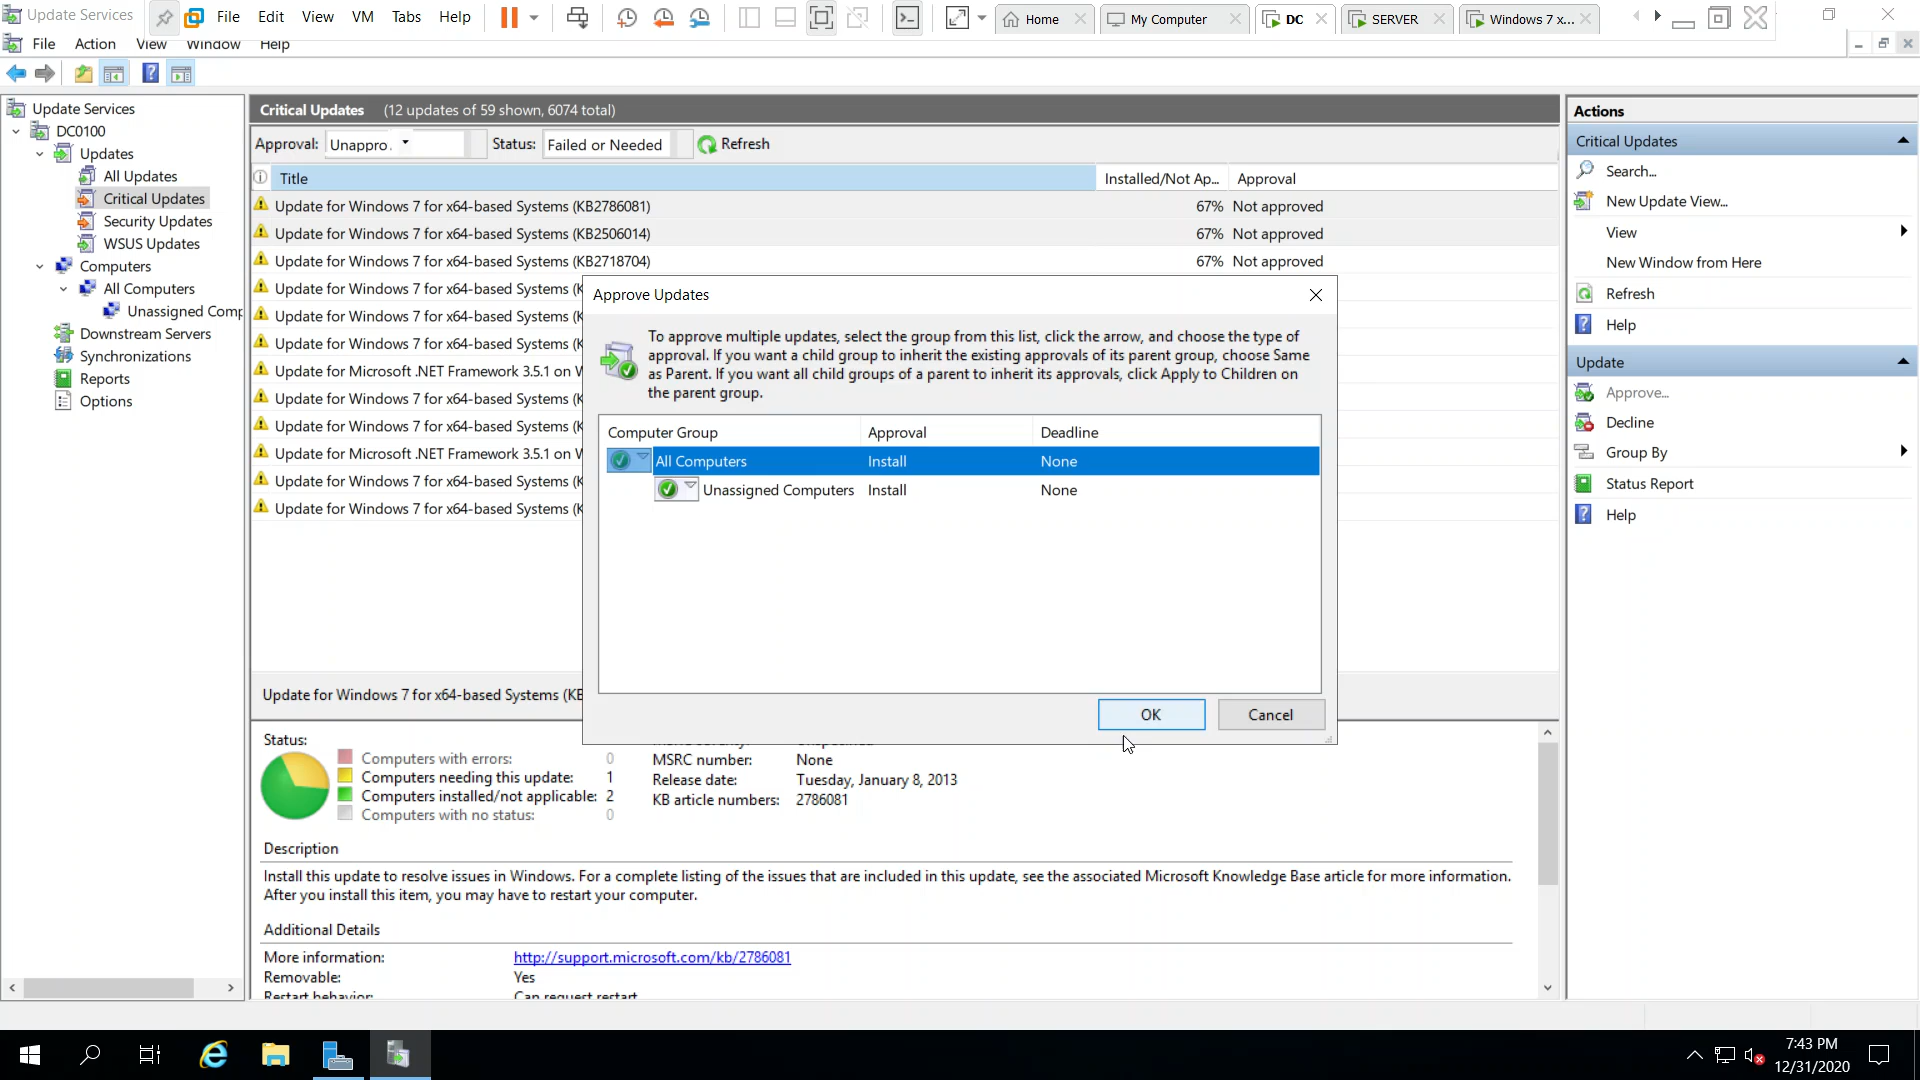 Update Services File Edit View VM Tabs Help Home My Computer DC SERVER Windows 7 x...
File Action View Window Help
Update Services
DC0100
Updates
All Updates
Critical Updates
Security Updates
WSUS Updates
Computers
All Computers
Unassigned Comp
Downstream Servers
Synchronizations
Reports
Options
Critical Updates (12 updates of 59 shown, 6074 total)
Approval: Unappro. Status: Failed or Needed Refresh
Title Installed/Not Ap... Approval
Update for Windows 7 for x64-based Systems (KB2786081) 67% Not approved
Update for Windows 7 for x64-based Systems (KB2506014) 67% Not approved
Update for Windows 7 for x64-based Systems (KB2718704) 67% Not approved
Update for Windows 7 for x64-based Systems (K
Update for Windows 7 for x64-based Systems (K
Update for Windows 7 for x64-based Systems (K
Update for Microsoft .NET Framework 3.5.1 on W
Update for Windows 7 for x64-based Systems (K
Update for Windows 7 for x64-based Systems (K
Update for Microsoft .NET Framework 3.5.1 on W
Update for Windows 7 for x64-based Systems (K
Update for Windows 7 for x64-based Systems (K
Approve Updates
To approve multiple updates, select the group from this list, click the arrow, and choose the type of
approval. If you want a child group to inherit the existing approvals of its parent group, choose Same
as Parent. If you want all child groups of a parent to inherit its approvals, click Apply to Children on
the parent group.
Computer Group Approval Deadline
All Computers Install None
Unassigned Computers Install None
OK Cancel
Update for Windows 7 for x64-based Systems (KB
Status:
Computers with errors: 0
Computers needing this update: 1
Computers installed/not applicable: 2
Computers with no status: 0
MSRC number: None
Release date: Tuesday, January 8, 2013
KB article numbers: 2786081
Description
Install this update to resolve issues in Windows. For a complete listing of the issues that are included in this update, see the associated Microsoft Knowledge Base article for more information.
After you install this item, you may have to restart your computer.
Additional Details
More information: http://support.microsoft.com/kb/2786081
Removable: Yes
Restart behavior: Can request restart
Actions
Critical Updates
Search...
New Update View...
View
New Window from Here
Refresh
Help
Update
Approve...
Decline
Group By
Status Report
Help
7:43 PM
12/31/2020